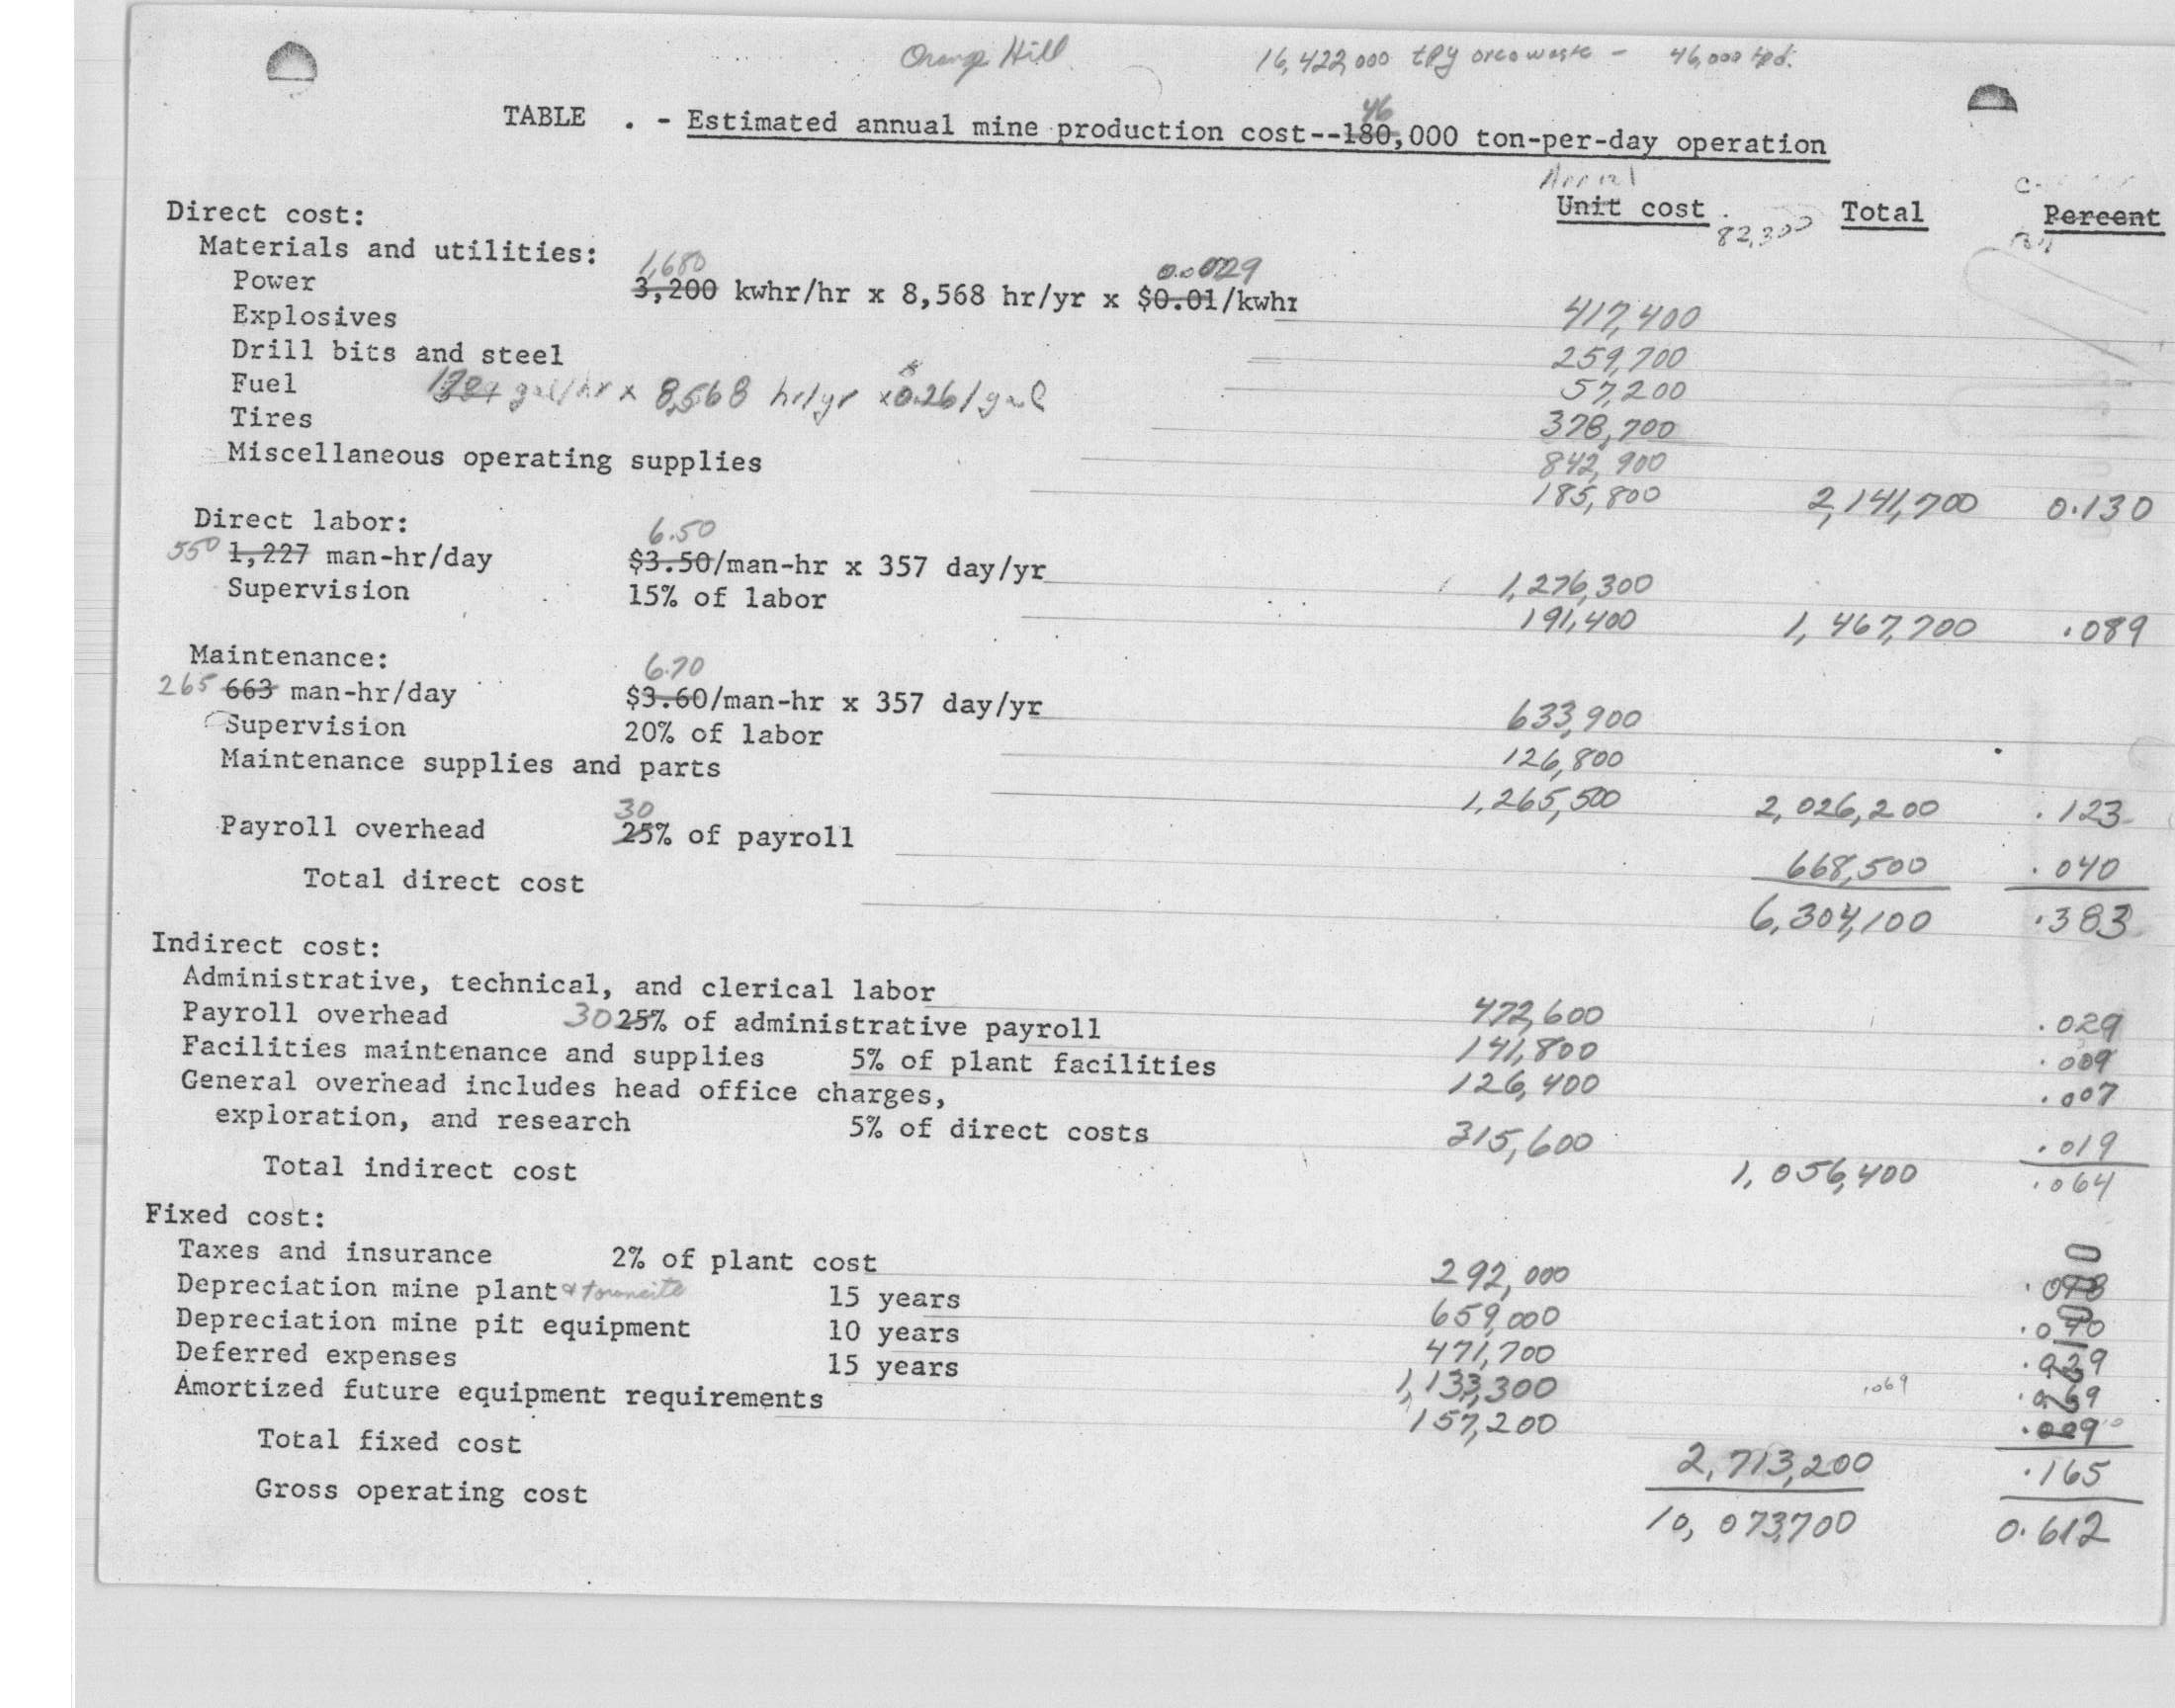 Orange Hill 16,422,000 tpy ore & waste - 46,000 tpd.
46
TABLE . - Estimated annual mine production cost--180,000 ton-per-day operation
Annual
Direct cost: Unit cost 82,300 Total Percent
Materials and utilities:
1,680 0.029
Power 3,200 kwhr/hr x 8,568 hr/yr x $0.01/kwhr 417,400
Explosives 259,700
Drill bits and steel 57,200
Fuel gal/hr x 8,568 hr/yr x 0.26/gal 378,700
Tires 842,900
Miscellaneous operating supplies 185,800 2,141,700 0.130
Direct labor: 6.50
550 1,227 man-hr/day $3.50/man-hr x 357 day/yr 1,276,300
Supervision 15% of labor 191,400 1,467,700 .089
Maintenance: 6.70
265 663 man-hr/day $3.60/man-hr x 357 day/yr 633,900
Supervision 20% of labor 126,800
Maintenance supplies and parts 1,265,500 2,026,200 .123
30
Payroll overhead 25% of payroll 668,500 .040
Total direct cost 6,304,100 .383
Indirect cost:
Administrative, technical, and clerical labor 472,600 .029
Payroll overhead 30 25% of administrative payroll 141,800 .009
Facilities maintenance and supplies 5% of plant facilities 126,400 .007
General overhead includes head office charges,
exploration, and research 5% of direct costs 315,600 .019
Total indirect cost 1,056,400 .064
Fixed cost:
Taxes and insurance 2% of plant cost 292,000
Depreciation mine plant & townsite 15 years 659,000 .040
Depreciation mine pit equipment 10 years 471,700 .029
Deferred expenses 15 years 1,133,300 .069 .069
Amortized future equipment requirements 157,200 .009
Total fixed cost 2,713,200 .165
Gross operating cost 10,073,700 0.612